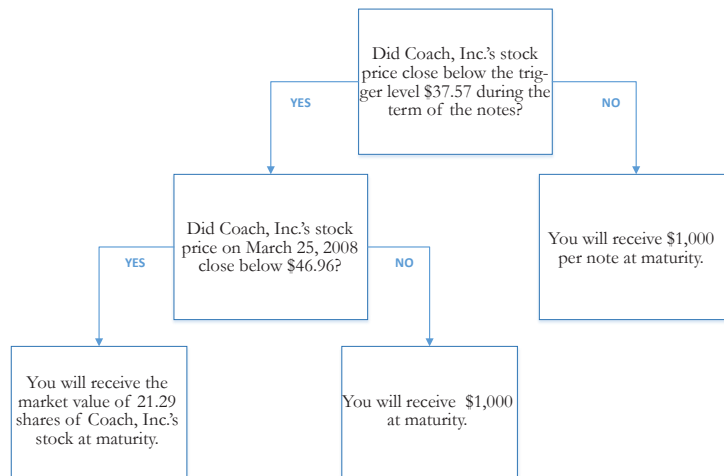 Did Coach, Inc.'s stock
price close below the trig-
ger level $37.57 during the
term of the notes?
YES
NO
Did Coach, Inc.'s stock
price on March 25, 2008
close below $46.96?
You will receive $1,000
per note at maturity.
YES
NO
You will receive the
market value of 21.29
shares of Coach, Inc.'s
stock at maturity.
You will receive $1,000
at maturity.